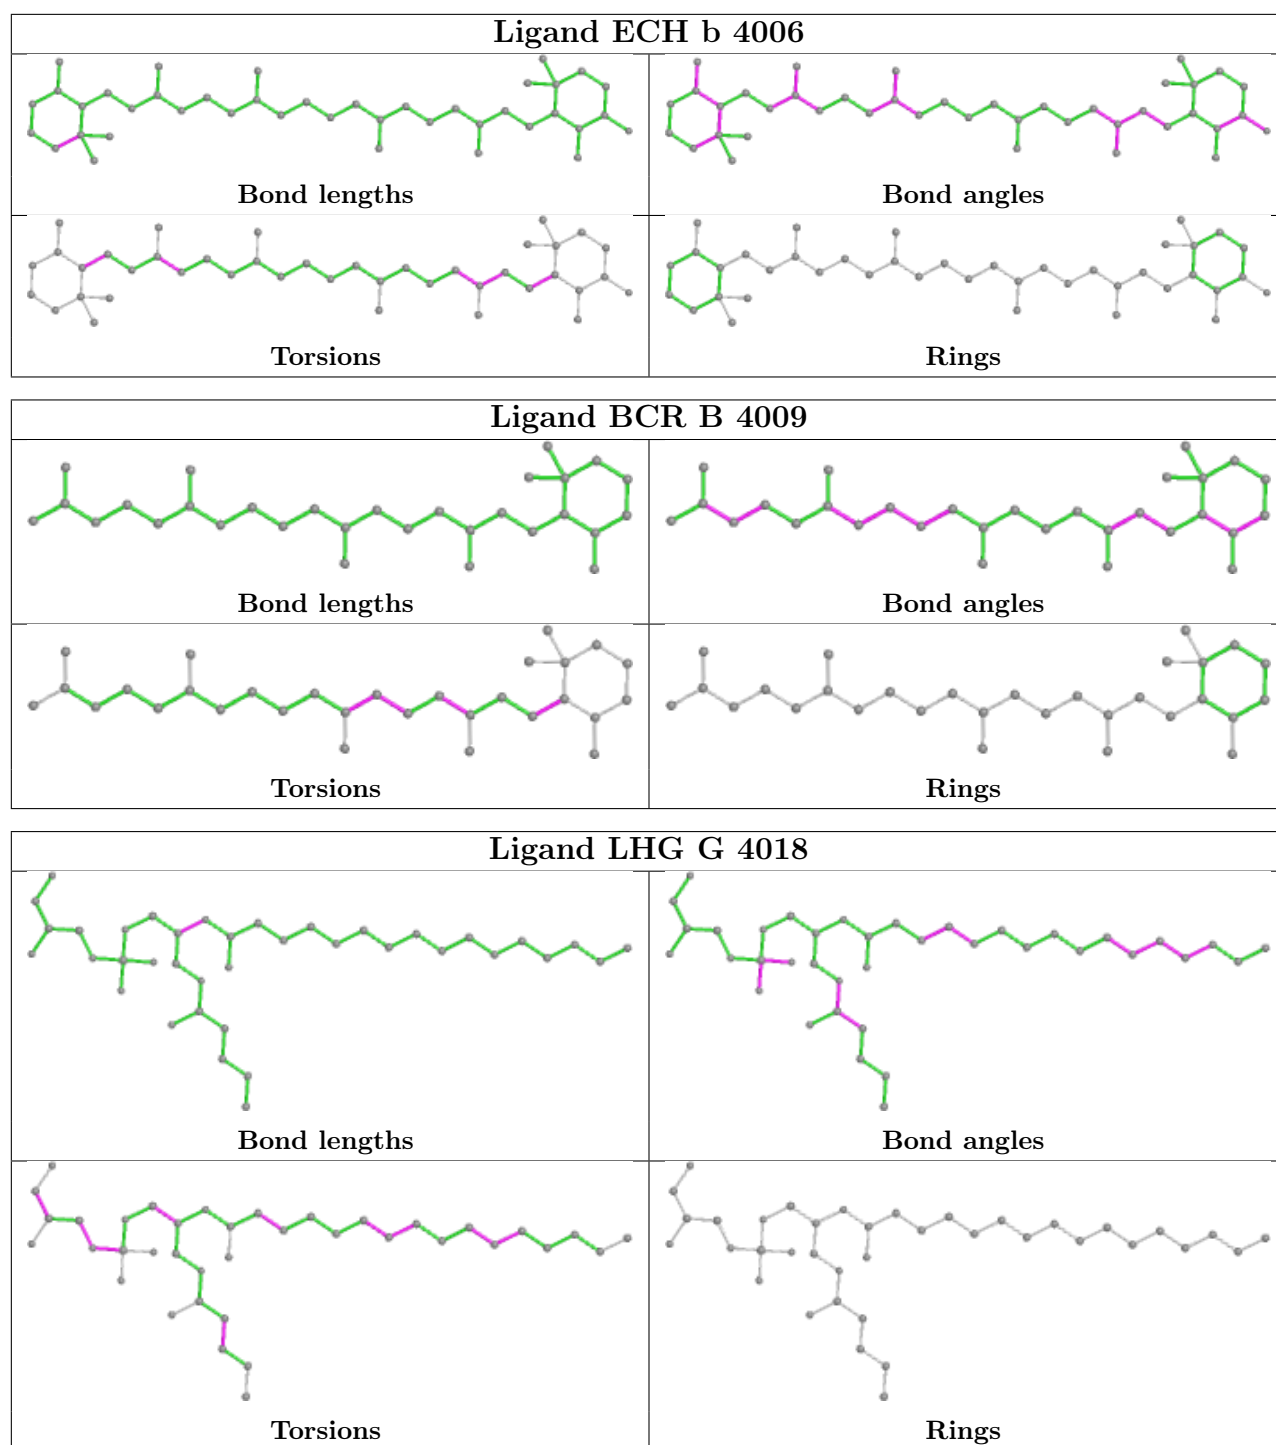 Ligand ECH b 4006
Bond lengths
Bond angles
Torsions
Rings
Ligand BCR B 4009
Bond lengths
Bond angles
Torsions
Rings
Ligand LHG G 4018
Bond lengths
Bond angles
Torsions
Rings